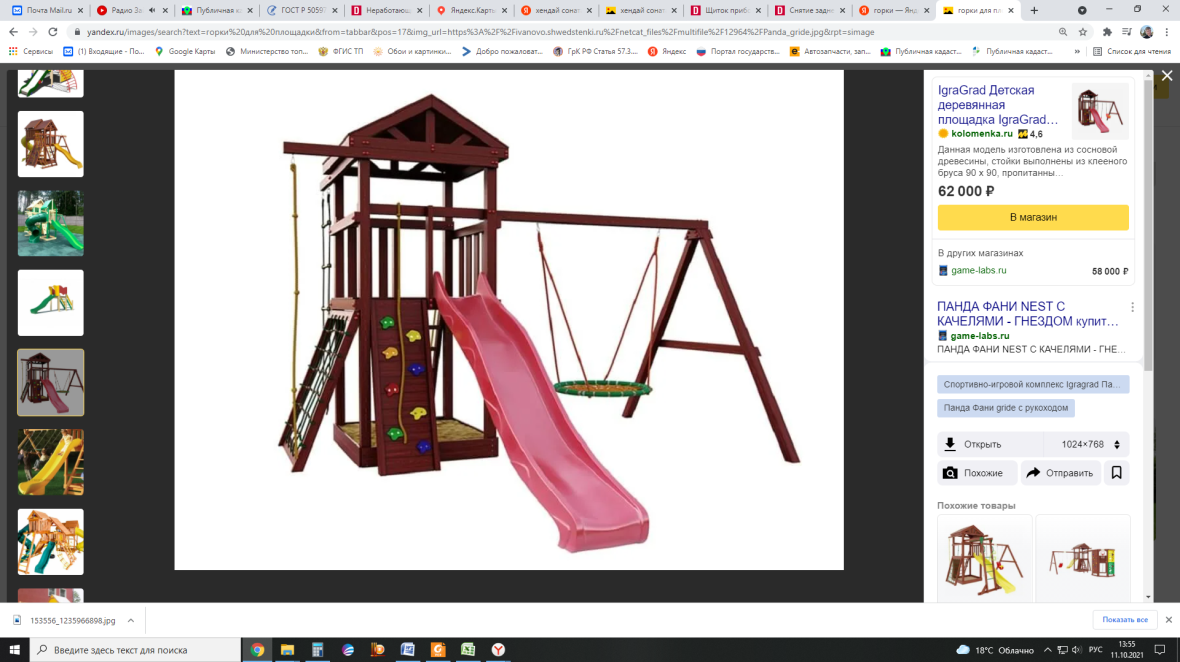 Почта Mail.ru
Радио За
Публичная к
ГОСТ Р 5059
Неработающ
Яндекс.Карты
хендай сонат
хендай сонат
Щиток прибо
Снятие задне
горки — Янд
горки для пл
yandex.ru/images/search?text=горки%20для%20площадки&from=tabbar&pos=17&img_url=https%3A%2F%2Fivanovo.shwedstenki.ru%2Fnetcat_files%2Fmultifile%2F12964%2FPanda_gride.jpg&rpt=simage
Сервисы
(1) Входящие - По...
Google Карты
Министерство топ...
ФГИС ТП
Обои и картинки...
Добро пожаловат...
ГрК РФ Статья 57.3....
Яндекс
Портал государств...
Автозапчасти, зап...
Публичная кадаст...
Публичная кадаст...
»
Список для чтения
IgraGrad Детская
деревянная
площадка IgraGrad...
kolomenka.ru 4,6
Данная модель изготовлена из сосновой
древесины, стойки выполнены из клееного
бруса 90 х 90, пропитанны...
62 000 ₽
В магазин
В других магазинах
game-labs.ru 58 000 ₽
ПАНДА ФАНИ NEST С
КАЧЕЛЯМИ - ГНЕЗДОМ купит...
game-labs.ru
ПАНДА ФАНИ NEST С КАЧЕЛЯМИ - ГНЕ...
Спортивно-игровой комплекс Igragrad Па...
Панда Фани gride с рукоходом
Открыть 1024×768
Похожие Отправить
Похожие товары
153556_1235966898.jpg
Показать все
Введите здесь текст для поиска
18°C Облачно
РУС
13:55
11.10.2021